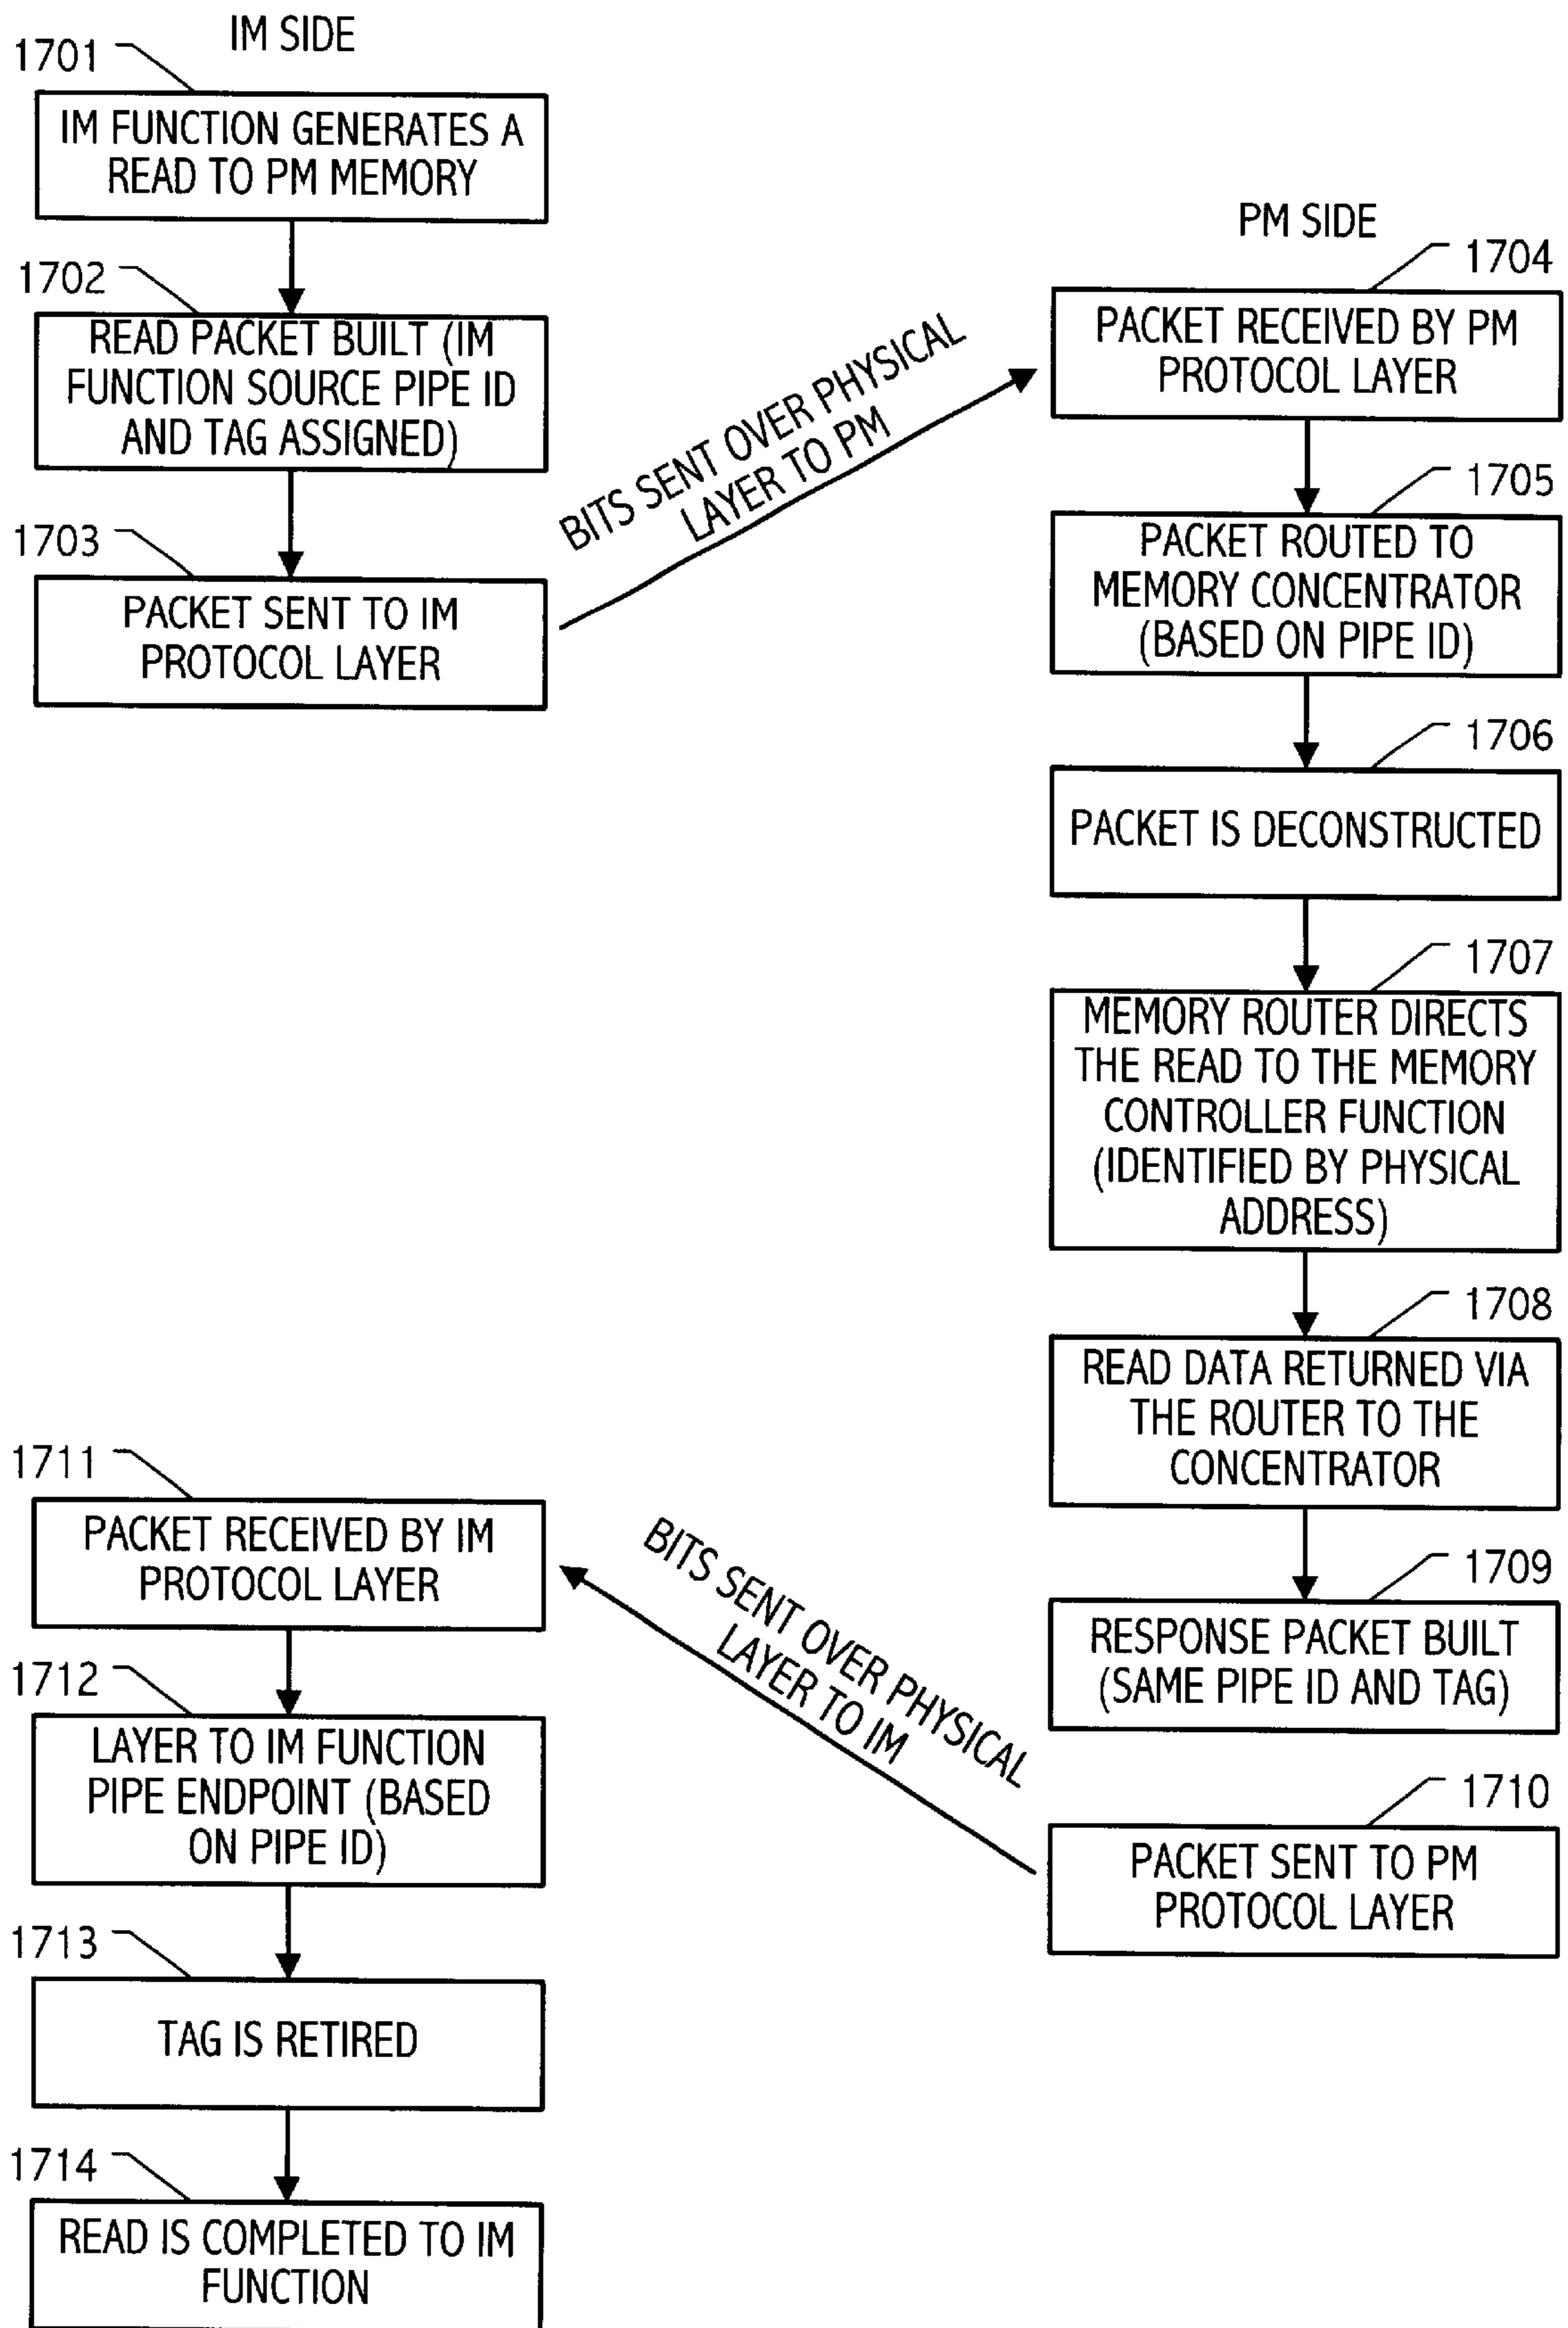 IM SIDE
1701
IM FUNCTION GENERATES A
READ TO PM MEMORY
1702
READ PACKET BUILT (IM
FUNCTION SOURCE PIPE ID
AND TAG ASSIGNED)
1703
PACKET SENT TO IM
PROTOCOL LAYER
BITS SENT OVER PHYSICAL
LAYER TO PM
PM SIDE
1704
PACKET RECEIVED BY PM
PROTOCOL LAYER
1705
PACKET ROUTED TO
MEMORY CONCENTRATOR
(BASED ON PIPE ID)
1706
PACKET IS DECONSTRUCTED
1707
MEMORY ROUTER DIRECTS
THE READ TO THE MEMORY
CONTROLLER FUNCTION
(IDENTIFIED BY PHYSICAL
ADDRESS)
1708
READ DATA RETURNED VIA
THE ROUTER TO THE
CONCENTRATOR
1709
RESPONSE PACKET BUILT
(SAME PIPE ID AND TAG)
1710
PACKET SENT TO PM
PROTOCOL LAYER
BITS SENT OVER PHYSICAL
LAYER TO IM
1711
PACKET RECEIVED BY IM
PROTOCOL LAYER
1712
LAYER TO IM FUNCTION
PIPE ENDPOINT (BASED
ON PIPE ID)
1713
TAG IS RETIRED
1714
READ IS COMPLETED TO IM
FUNCTION